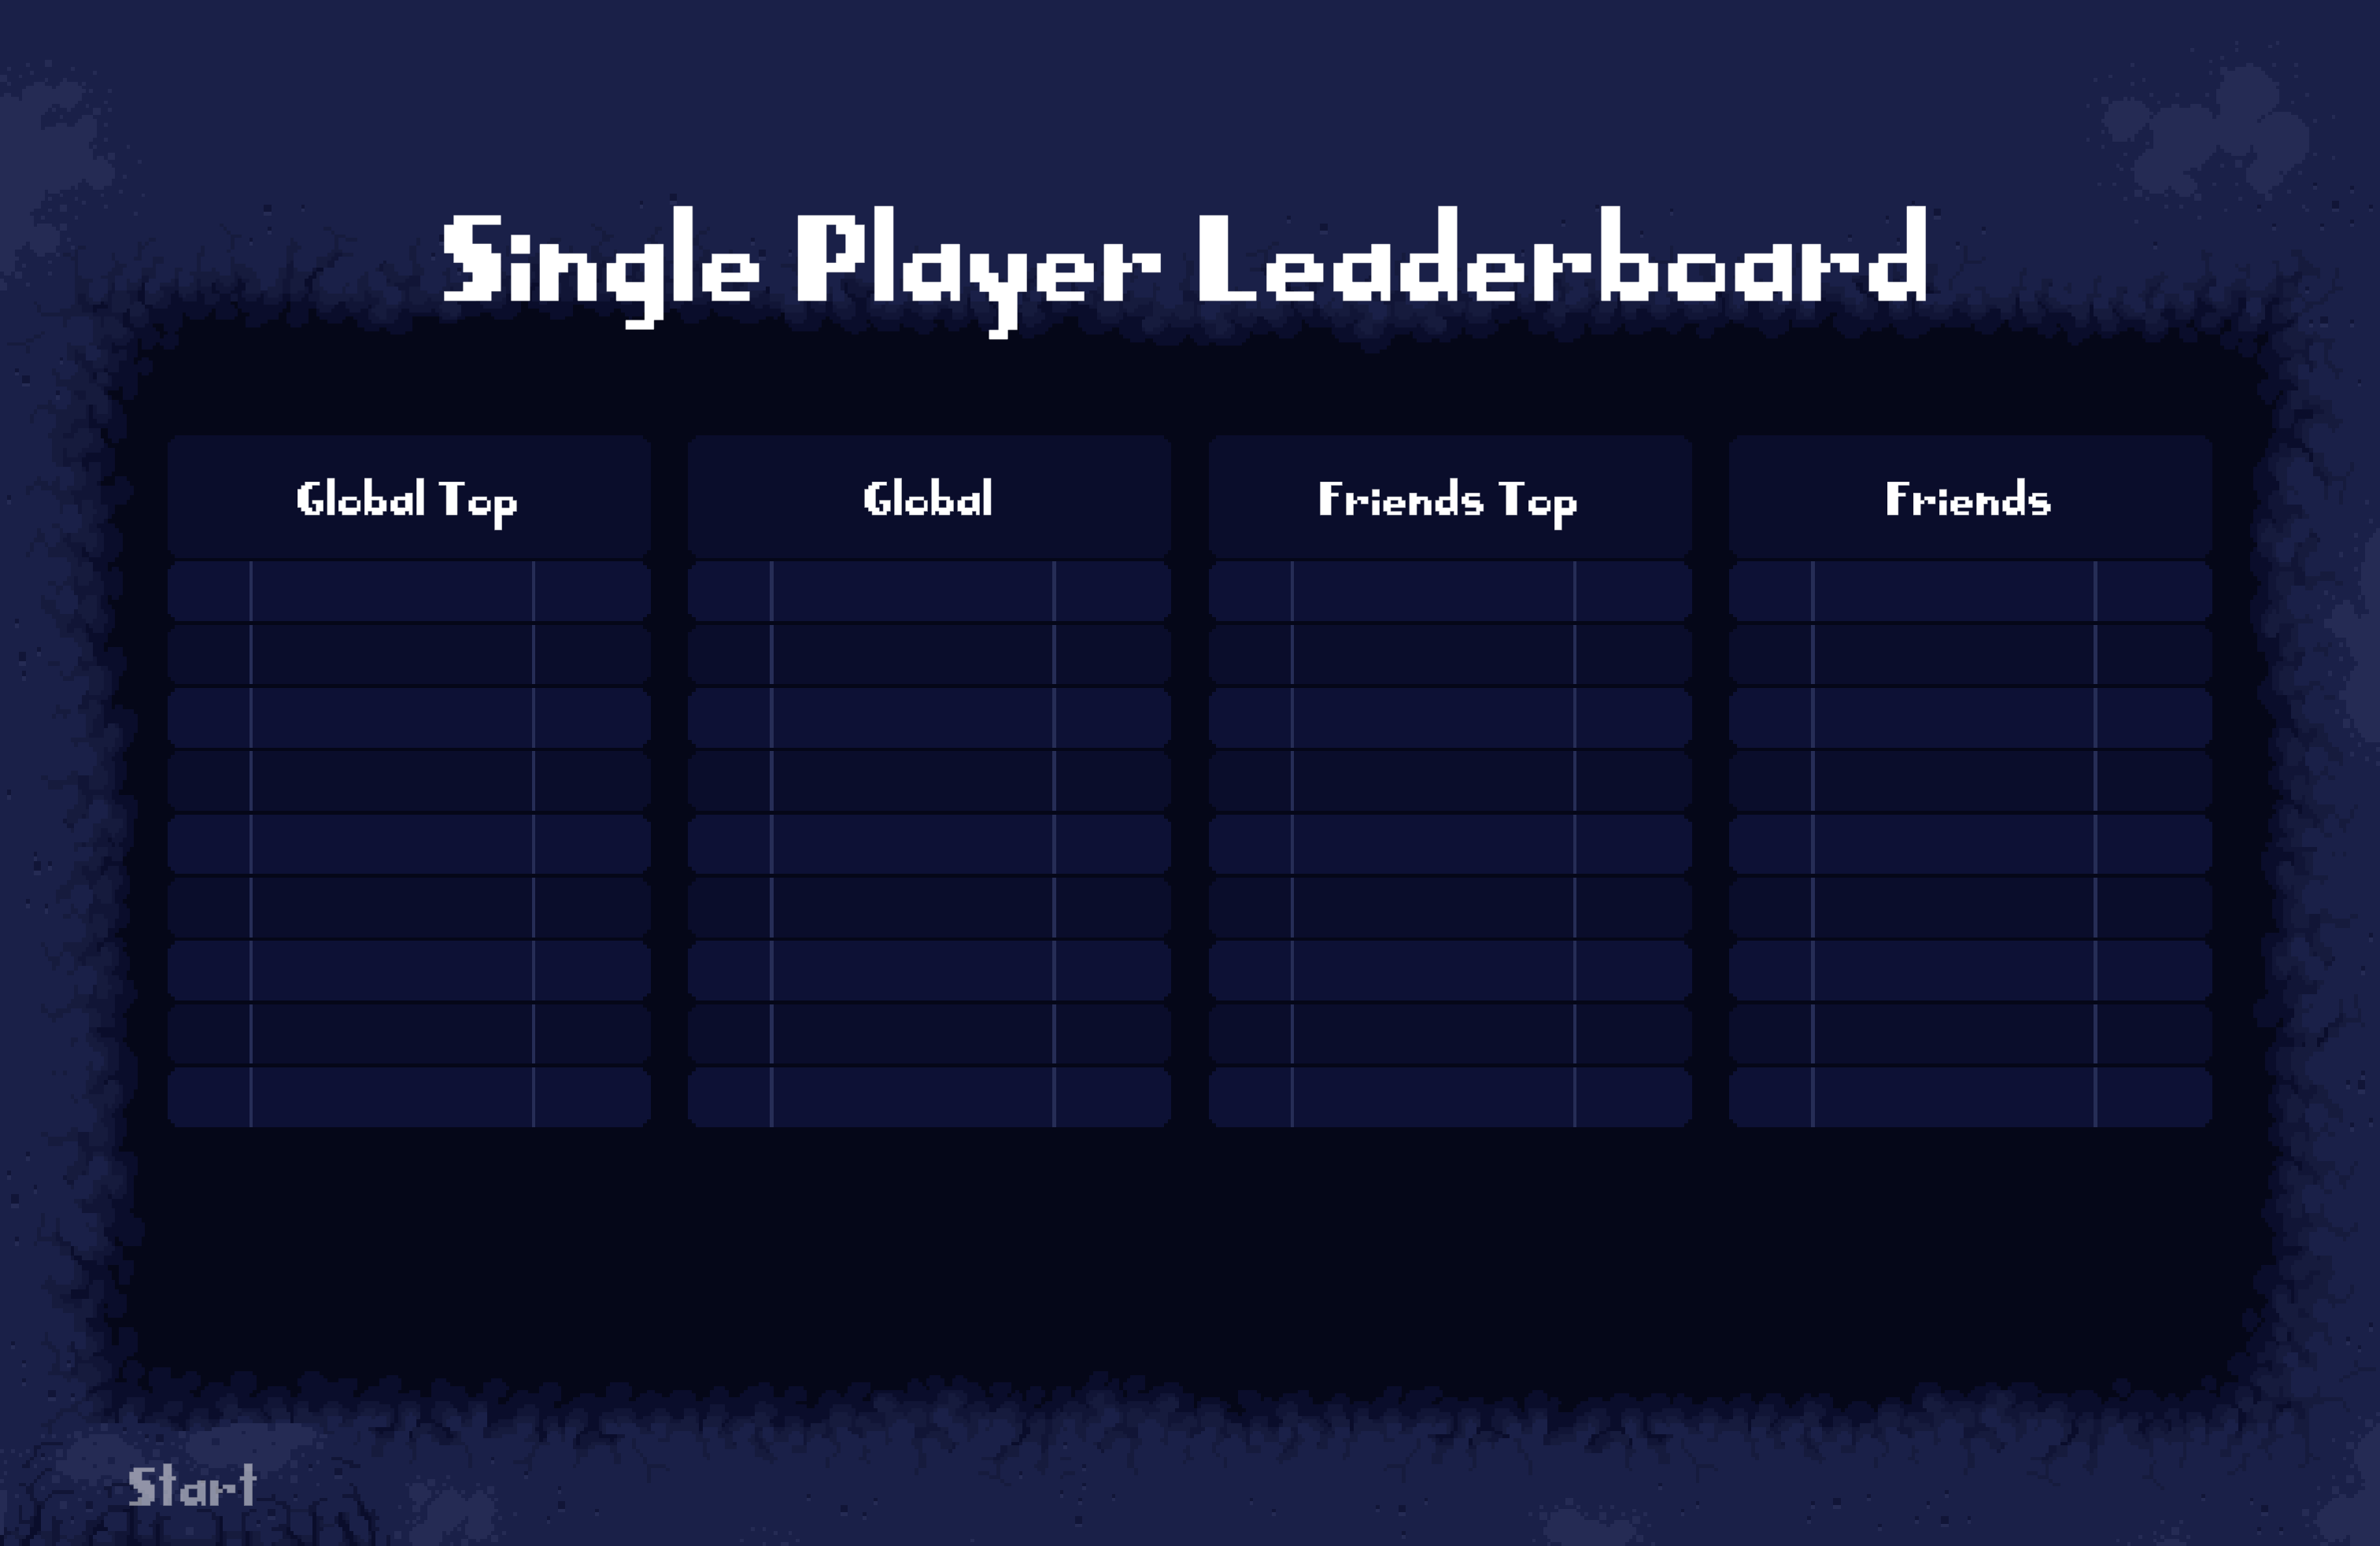 Single Player Leaderboard
Global Top
Global
Friends Top
Friends
Start